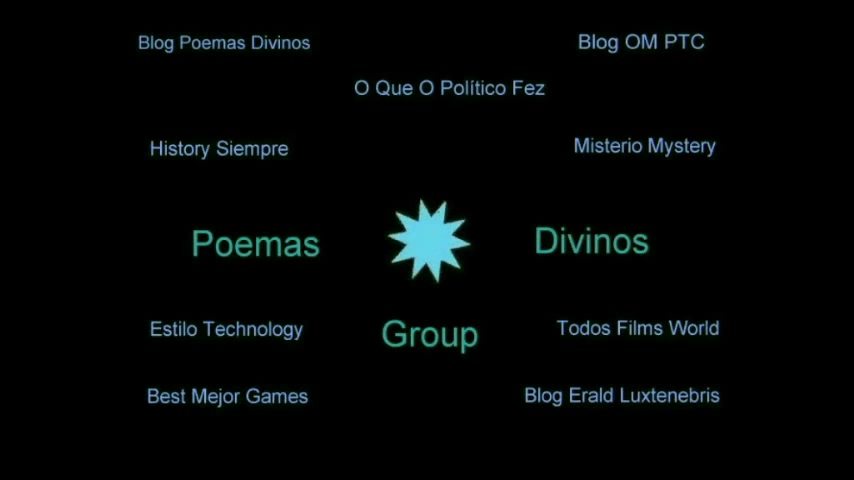 Blog Poemas Divinos
Blog OM PTC
O Que O Político Fez
History Siempre
Misterio Mystery
Poemas
Divinos
Group
Estilo Technology
Todos Films World
Best Mejor Games
Blog Erald Luxtenebris